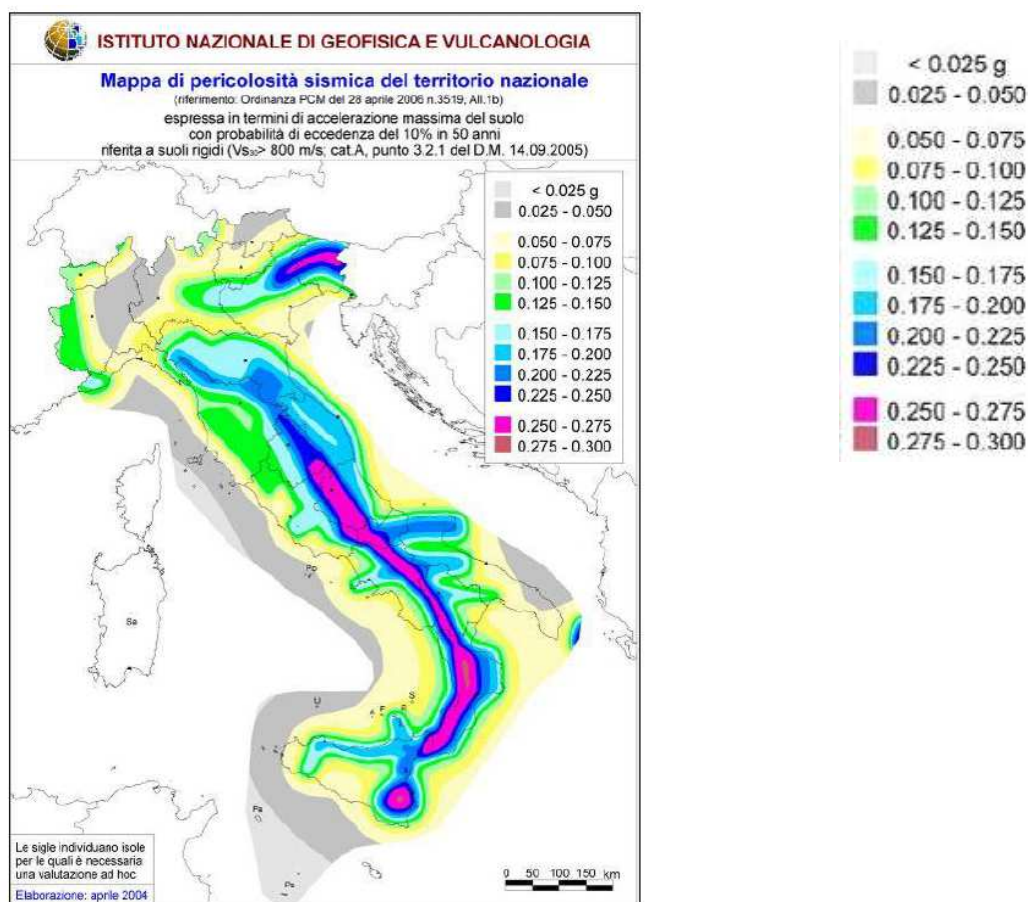 ISTITUTO NAZIONALE DI GEOFISICA E VULCANOLOGIA
Mappa di pericolosità sismica del territorio nazionale
(riferimento: Ordinanza PCM del 28 aprile 2006 n.3519, All.1b)
espressa in termini di accelerazione massima del suolo
con probabilità di eccedenza del 10% in 50 anni
riferita a suoli rigidi (Vs₃₀> 800 m/s; cat.A, punto 3.2.1 del D.M. 14.09.2005)
< 0.025 g
0.025 - 0.050
0.050 - 0.075
0.075 - 0.100
0.100 - 0.125
0.125 - 0.150
0.150 - 0.175
0.175 - 0.200
0.200 - 0.225
0.225 - 0.250
0.250 - 0.275
0.275 - 0.300
Po
Sa
U
S
A
F
P
Pa
Pe
Le sigle individuano isole
per le quali è necessaria
una valutazione ad hoc
Elaborazione: aprile 2004
0 50 100 150 km
< 0.025 g
0.025 - 0.050
0.050 - 0.075
0.075 - 0.100
0.100 - 0.125
0.125 - 0.150
0.150 - 0.175
0.175 - 0.200
0.200 - 0.225
0.225 - 0.250
0.250 - 0.275
0.275 - 0.300